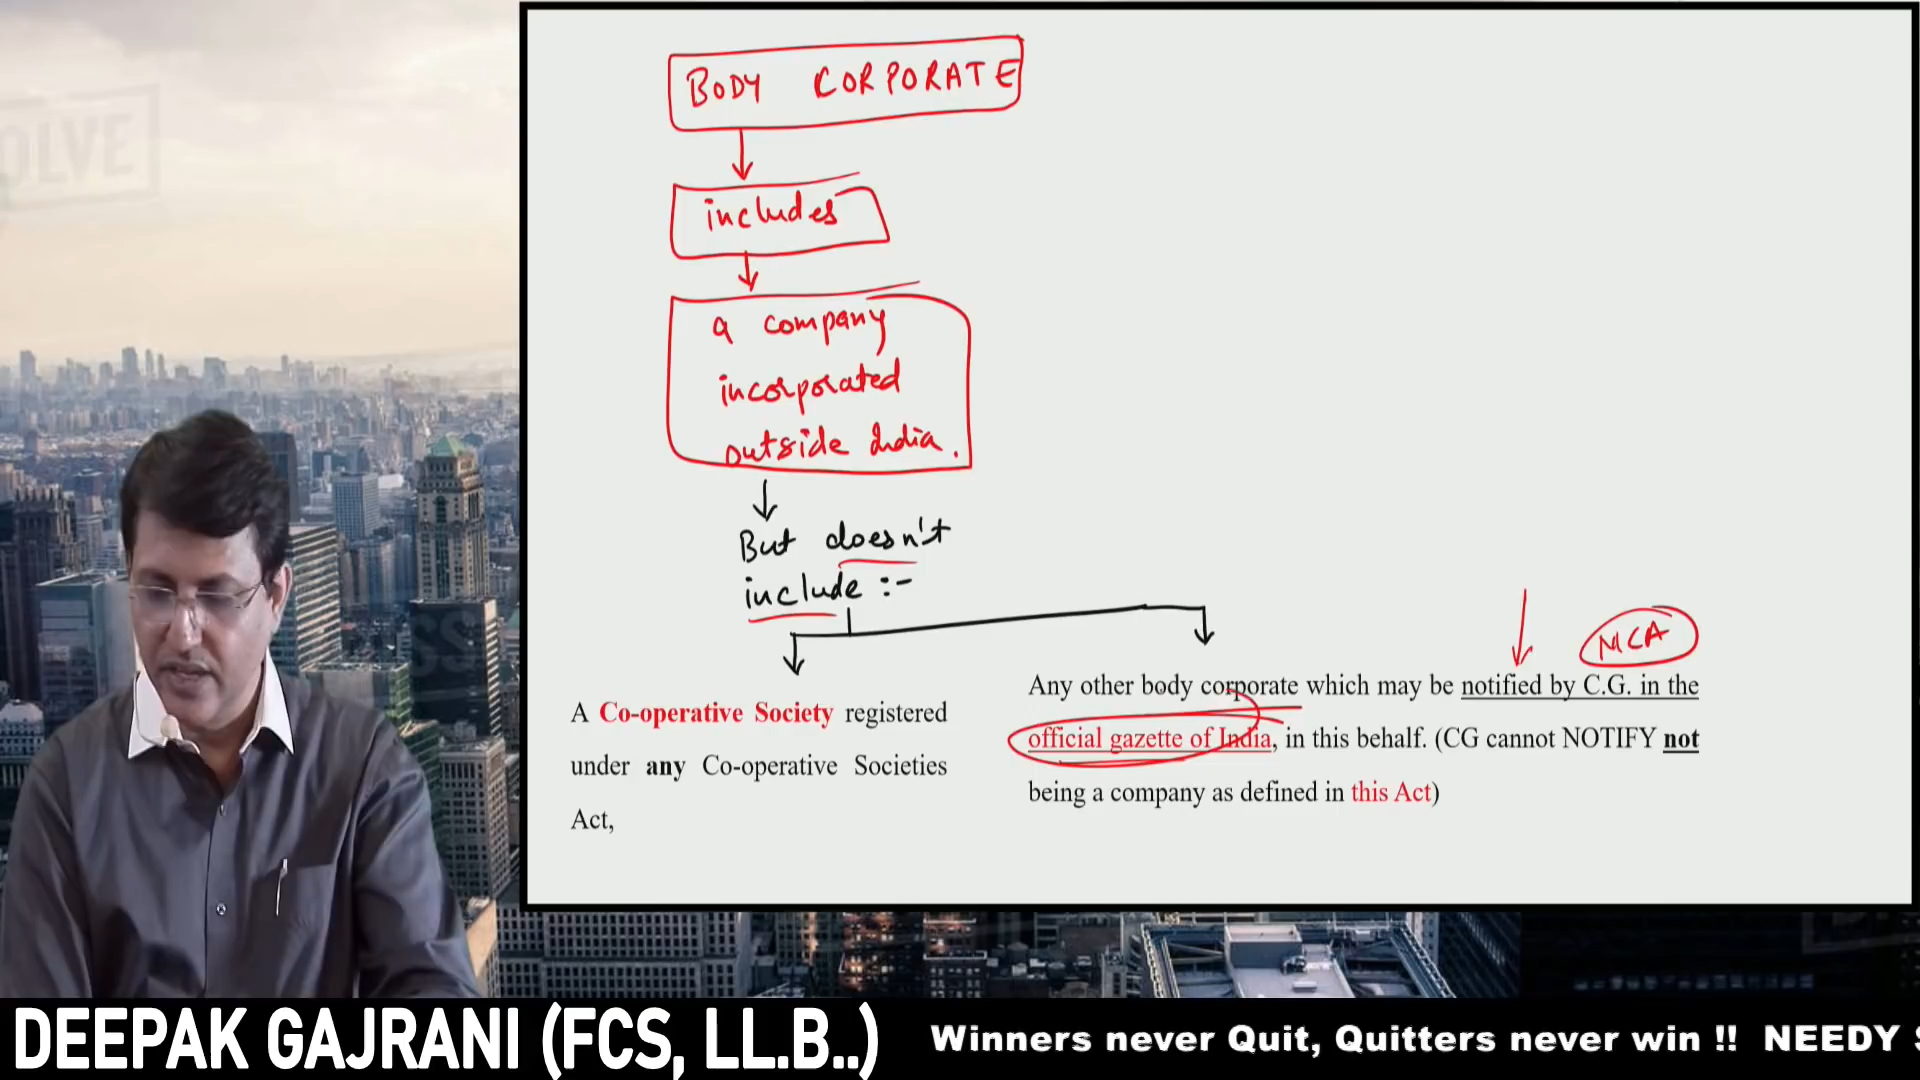 OLVE
BODY CORPORATE
includes
a company
incorporated
outside India.
But doesn't
include :-
MCA
A Co-operative Society registered
under any Co-operative Societies
Act,
Any other body corporate which may be notified by C.G. in the
official gazette of India, in this behalf. (CG cannot NOTIFY not
being a company as defined in this Act)
DEEPAK GAJRANI (FCS, LL.B..)
Winners never Quit, Quitters never win !! NEEDY